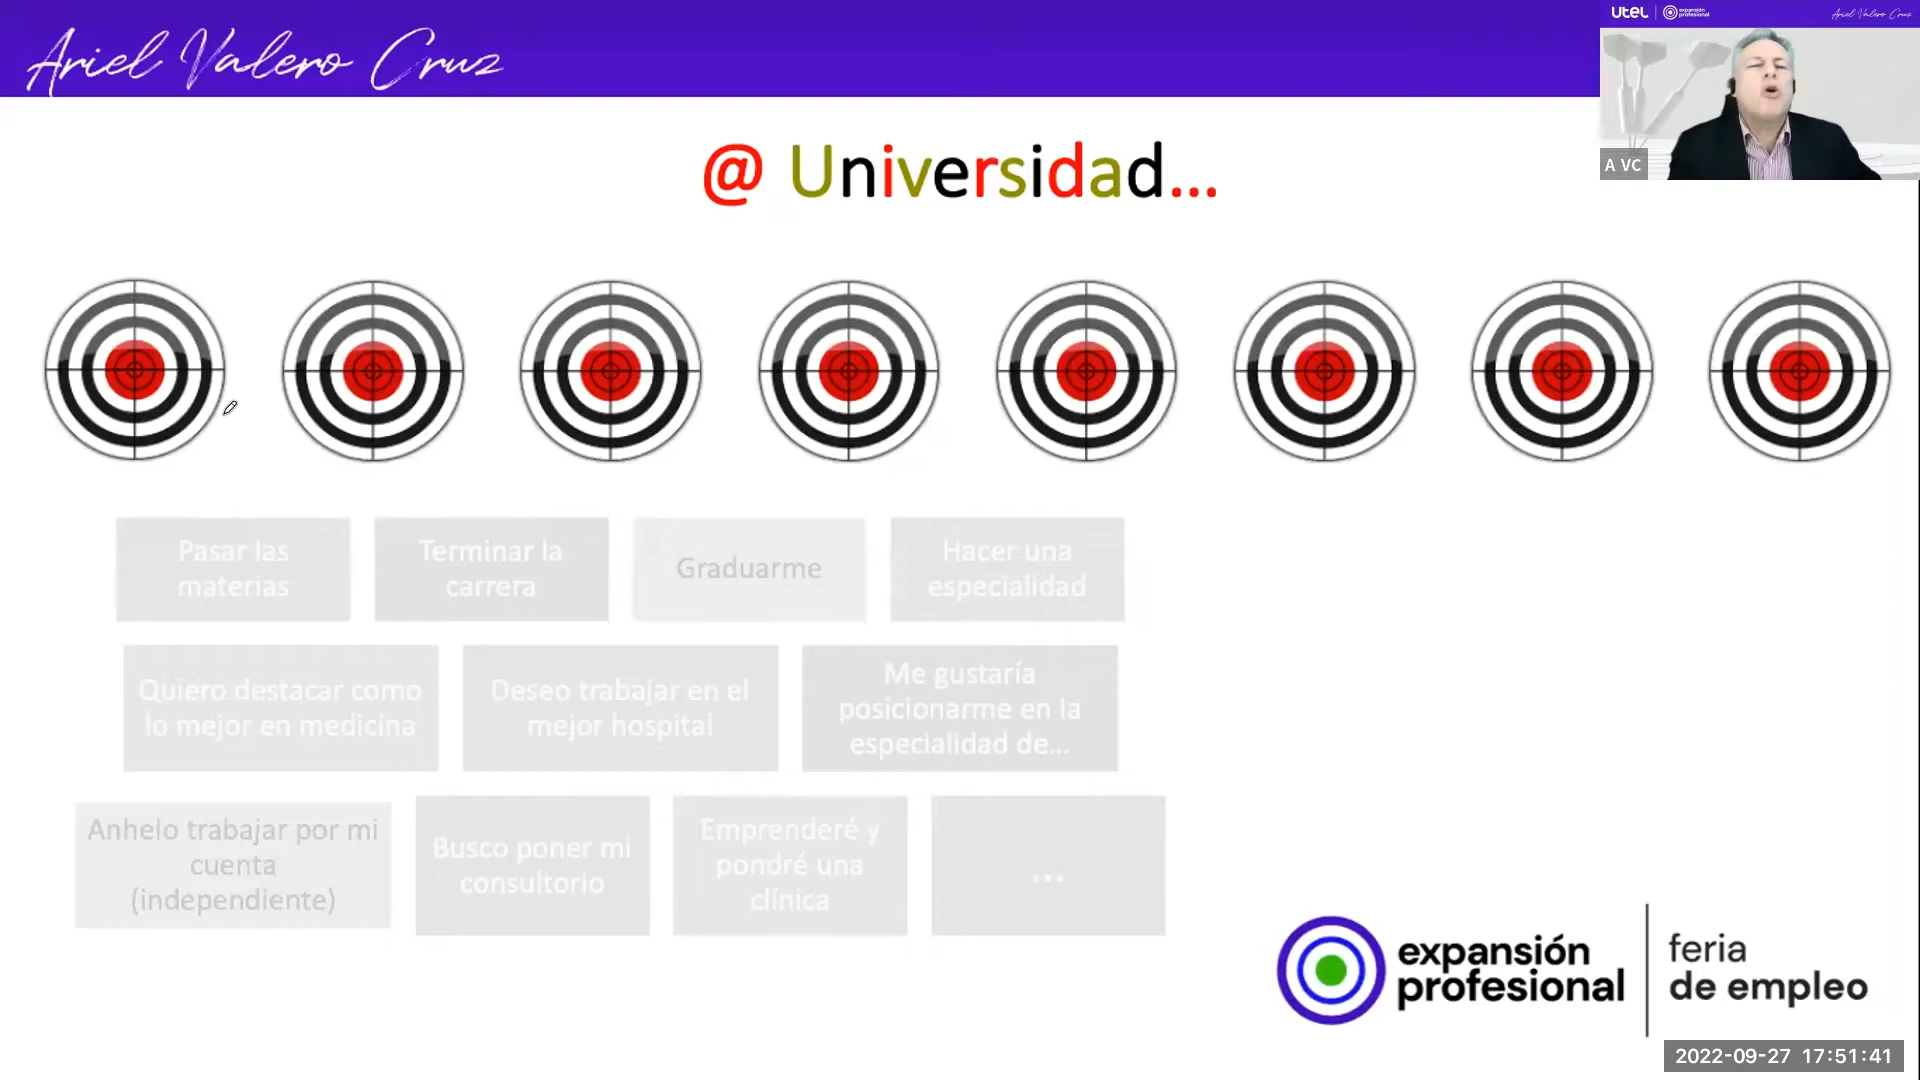 Ariel Valero Cruz
Utel
expansión
profesional
Ariel Valero Cruz
A VC
@ Universidad...
Pasar las
materias
Terminar la
carrera
Graduarme
Hacer una
especialidad
Quiero destacar como
lo mejor en medicina
Deseo trabajar en el
mejor hospital
Me gustaría
posicionarme en la
especialidad de...
Anhelo trabajar por mi
cuenta
(independiente)
Busco poner mi
consultorio
Emprenderé y
pondré una
clínica
...
expansión
profesional
feria
de empleo
2022-09-27 17:51:41